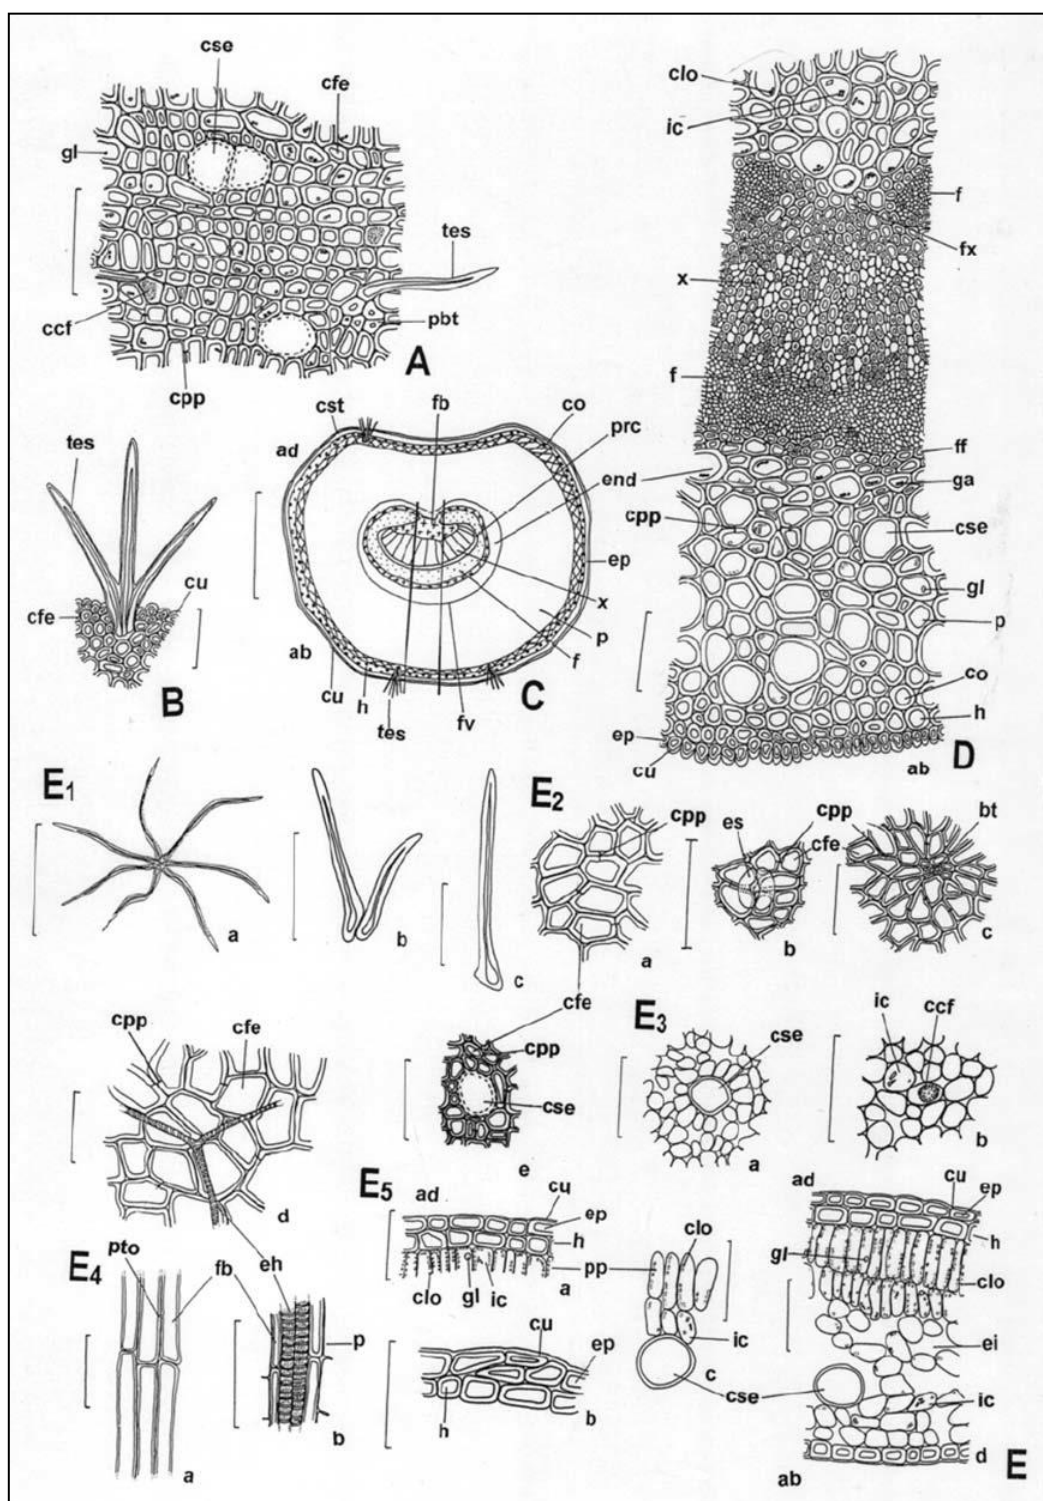 cse
cfe
gl
tes
ccf
pbt
cpp
A
clo
ic
f
fx
x
f
ff
end
ga
cpp
cse
gl
p
co
h
ep
cu
ab
D
tes
cu
cfe
B
cst
fb
co
ad
prc
end
ep
x
p
f
ab
cu
h
tes
fv
C
E1
a
b
c
E2
cpp
es
cpp
cfe
bt
a
b
c
cpp
cfe
d
eh
cfe
cpp
cse
e
E3
cse
ic
ccf
a
b
E4
pto
fb
eh
p
a
b
E5
ad
cu
ep
h
pp
clo
gl
ic
a
cu
ep
h
b
clo
ic
c
cse
ad
cu
ep
h
gl
clo
ei
ic
d
ab
E